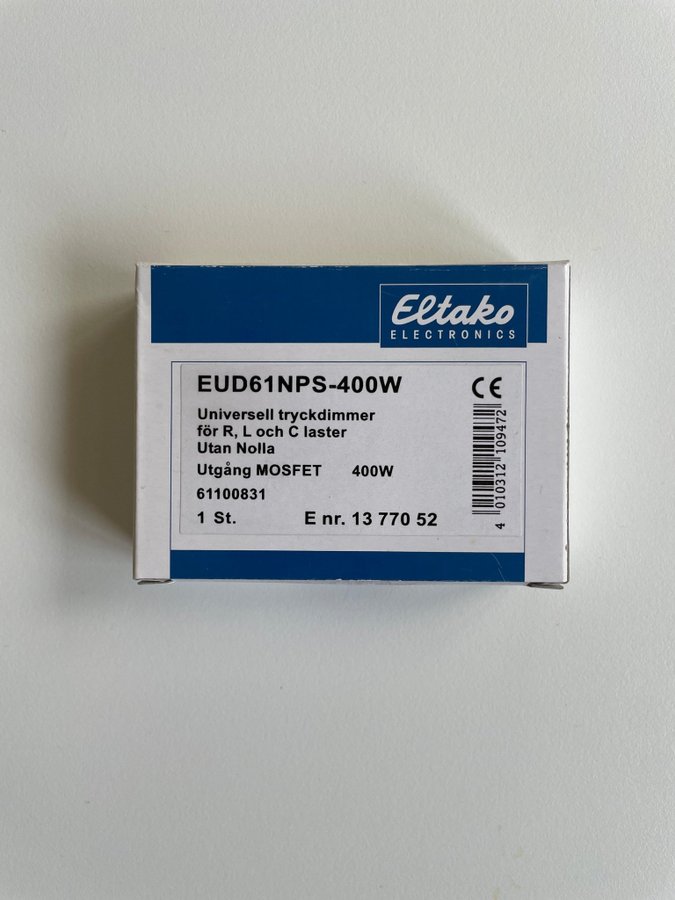 Eltako
ELECTRONICS
EUD61NPS-400W
CE
Universell tryckdimmer
för R, L och C laster
Utan Nolla
Utgång MOSFET 400W
61100831
1 St. E nr. 13 770 52
4 010312 109472